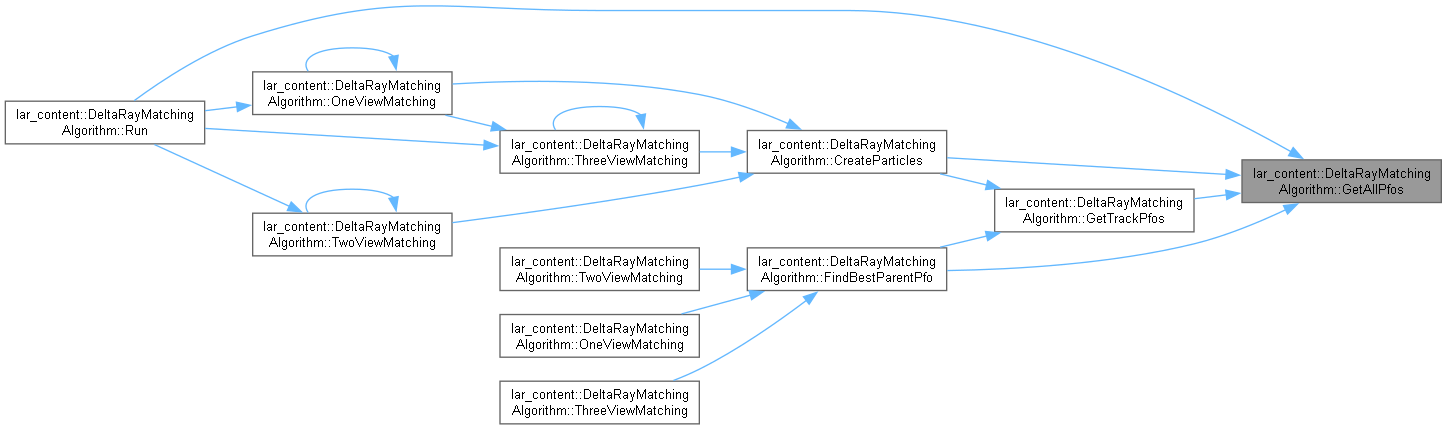 lar_content::DeltaRayMatching
Algorithm::Run
lar_content::DeltaRayMatching
Algorithm::OneViewMatching
lar_content::DeltaRayMatching
Algorithm::TwoViewMatching
lar_content::DeltaRayMatching
Algorithm::ThreeViewMatching
lar_content::DeltaRayMatching
Algorithm::TwoViewMatching
lar_content::DeltaRayMatching
Algorithm::OneViewMatching
lar_content::DeltaRayMatching
Algorithm::ThreeViewMatching
lar_content::DeltaRayMatching
Algorithm::CreateParticles
lar_content::DeltaRayMatching
Algorithm::FindBestParentPfo
lar_content::DeltaRayMatching
Algorithm::GetTrackPfos
lar_content::DeltaRayMatching
Algorithm::GetAllPfos